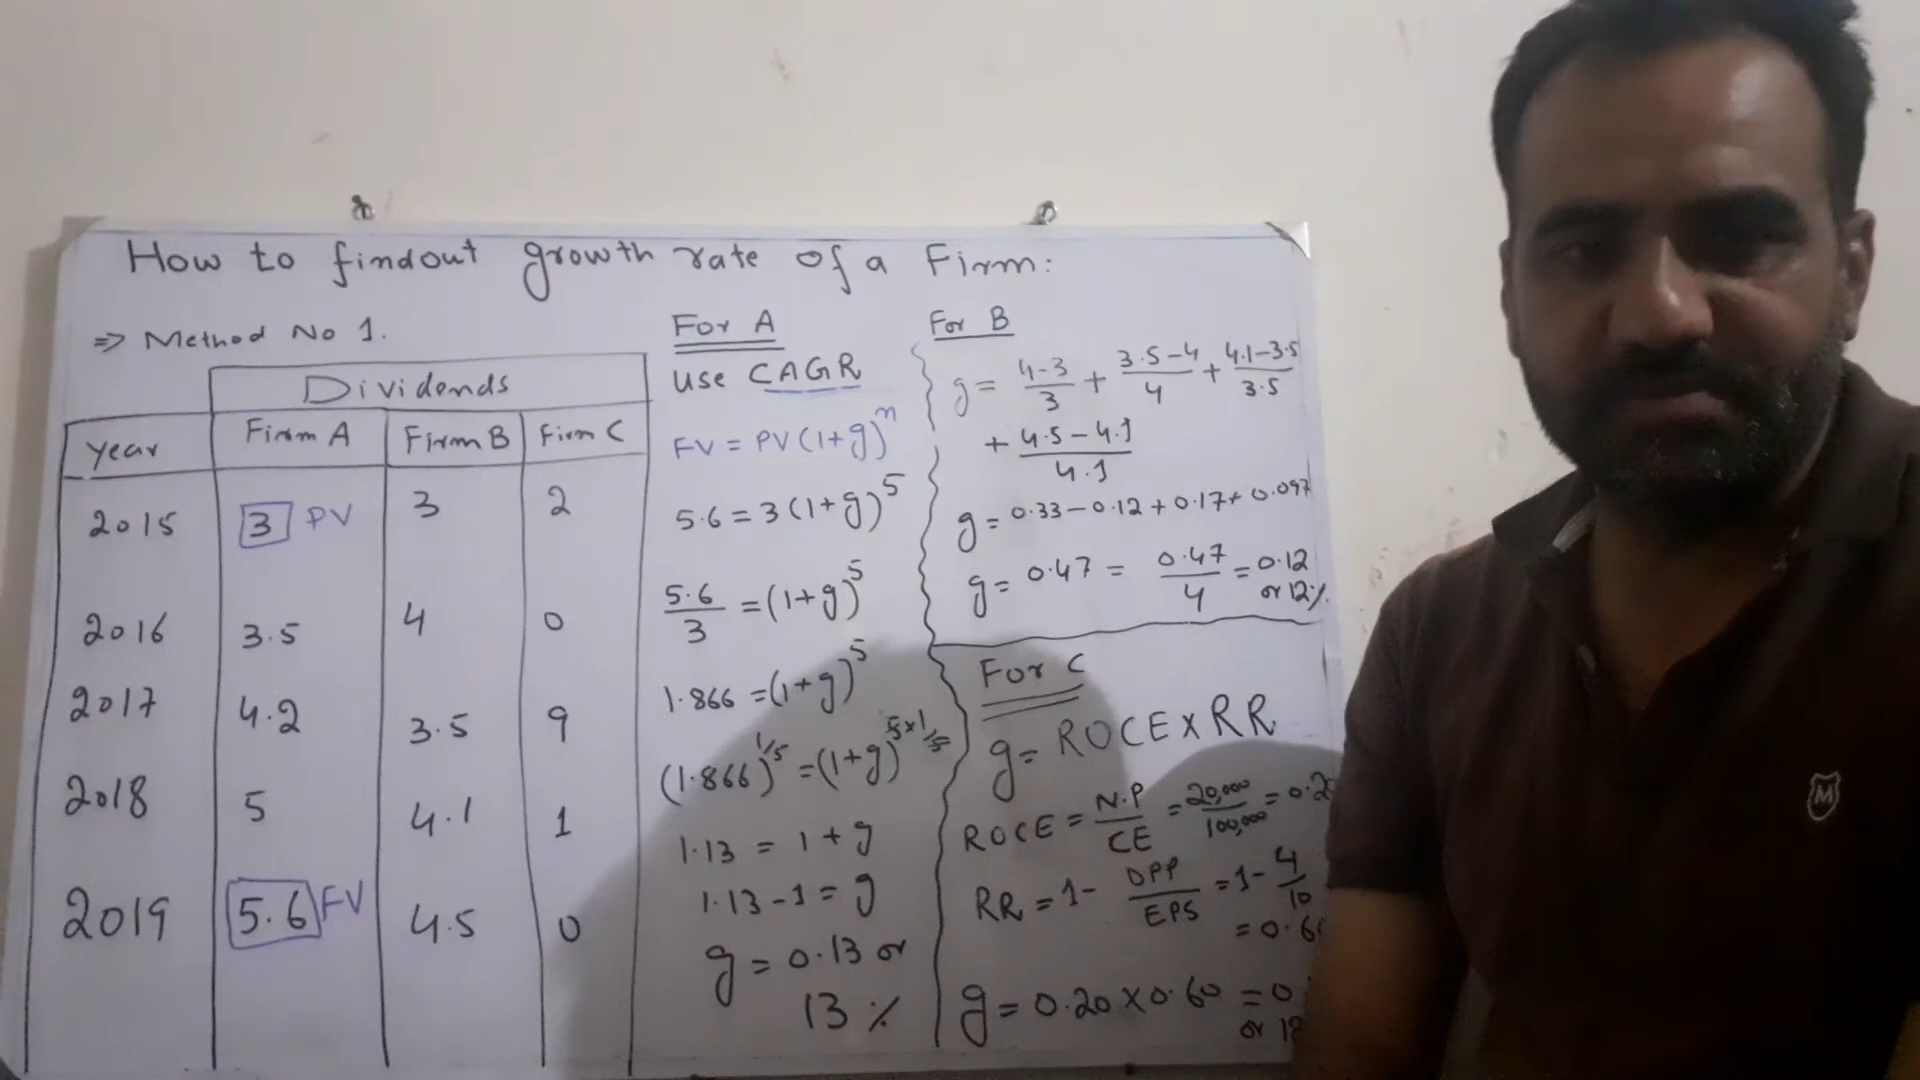 How to findout growth rate of a Firm:
⇒ Method No 1.
Dividends
Year Firm A Firm B Firm C
2015 3 PV 3 2
2016 3.5 4 0
2017 4.2 3.5 9
2018 5 4.1 1
2019 5.6 FV 4.5 0
For A
Use CAGR
FV = PV(1+g)^n
5.6 = 3(1+g)^5
5.6/3 = (1+g)^5
1.866 = (1+g)^5
(1.866)^1/5 = (1+g)^5×1/5
1.13 = 1+g
1.13-1 = g
g = 0.13 or
13%
For B
g = 4-3/3 + 3.5-4/4 + 4.1-3.5/3.5
+ 4.5-4.1/4.1
g = 0.33-0.12+0.17+0.097
g = 0.47 = 0.47/4 = 0.12
or 12%
For C
g = ROCE×RR
ROCE = N.P/CE = 20,000/100,000 = 0.20
RR = 1- DPP/EPS = 1- 4/10
= 0.60
g = 0.20×0.60 = 0
or 12
M